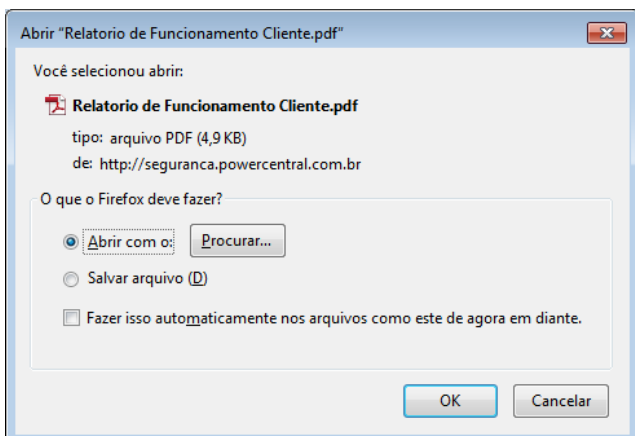 Abrir “Relatorio de Funcionamento Cliente.pdf”
Você selecionou abrir:
Relatorio de Funcionamento Cliente.pdf
tipo: arquivo PDF (4,9 KB)
de: http://seguranca.powercentral.com.br
O que o Firefox deve fazer?
Abrir com o: Procurar...
Salvar arquivo (D)
Fazer isso automaticamente nos arquivos como este de agora em diante.
OK Cancelar